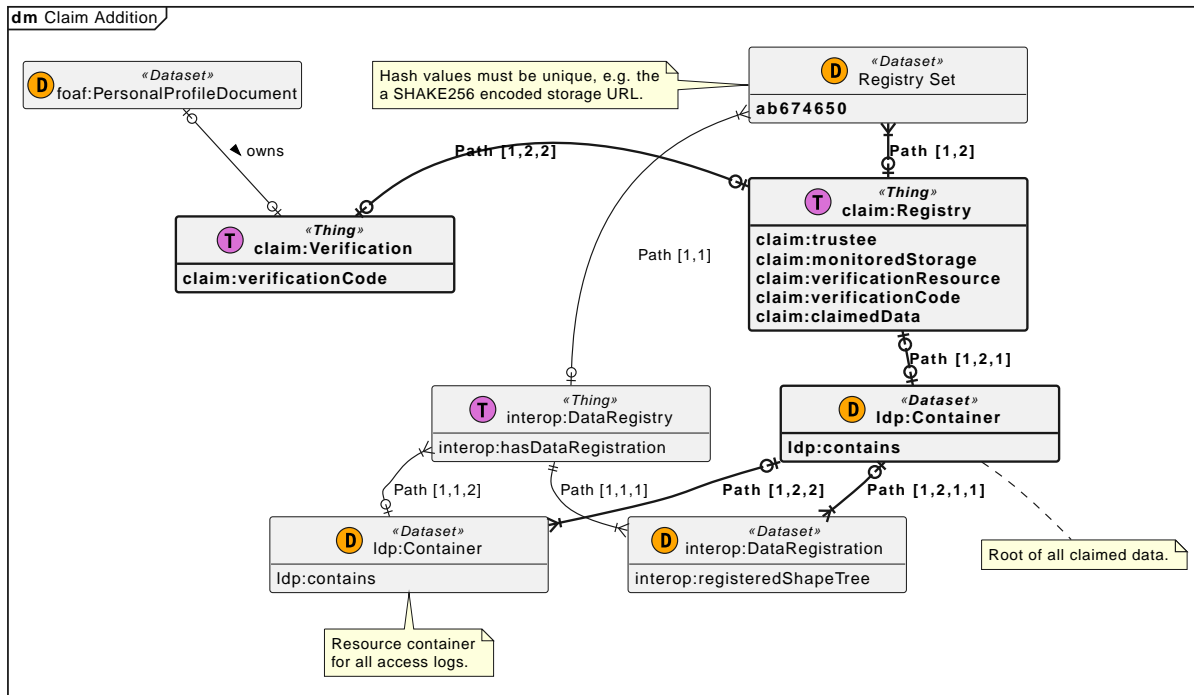 dm Claim Addition
D
«Dataset»
foaf:PersonalProfileDocument
Hash values must be unique, e.g. the
a SHAKE256 encoded storage URL.
D
«Dataset»
Registry Set
ab674650
owns
Path [1,2,2]
Path [1,2]
T
«Thing»
claim:Verification
claim:verificationCode
T
«Thing»
claim:Registry
claim:trustee
claim:monitoredStorage
claim:verificationResource
claim:verificationCode
claim:claimedData
Path [1,1]
Path [1,2,1]
T
«Thing»
interop:DataRegistry
interop:hasDataRegistration
D
«Dataset»
ldp:Container
ldp:contains
Path [1,1,2]
Path [1,1,1]
Path [1,2,2]
Path [1,2,1,1]
D
«Dataset»
ldp:Container
ldp:contains
D
«Dataset»
interop:DataRegistration
interop:registeredShapeTree
Root of all claimed data.
Resource container
for all access logs.